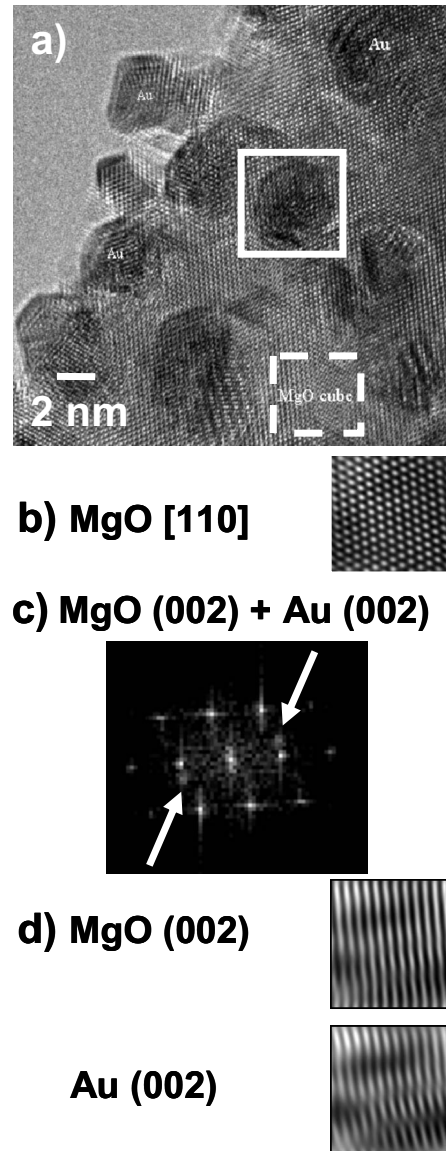 a)
Au
Au
Au
MgO cube
2 nm
b) MgO [110]
c) MgO (002) + Au (002)
d) MgO (002)
Au (002)